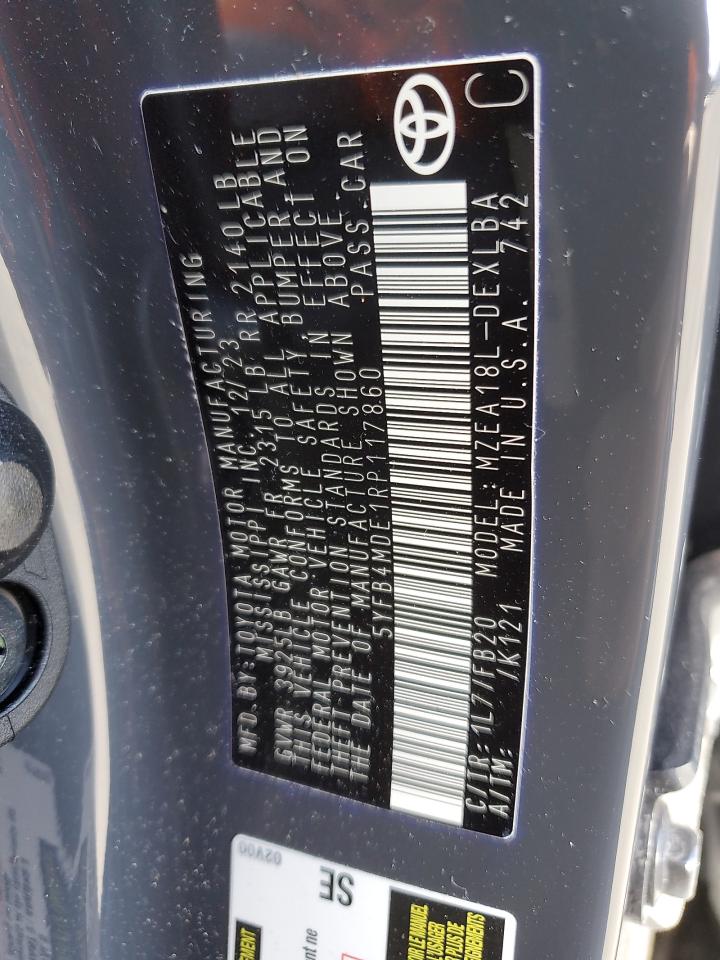 MFD. BY: TOYOTA MOTOR MANUFACTURING
MISSISSIPPI INC. 12/23
GVWR 3925LB GAWR FR 2315 LB RR 2140LB
THIS VEHICLE CONFORMS TO ALL APPLICABLE
FEDERAL MOTOR VEHICLE SAFETY, BUMPER AND
THEFT PREVENTION STANDARDS IN EFFECT ON
THE DATE OF MANUFACTURE SHOWN ABOVE.
5YFB4MDE1RP117860 PASS. CAR
C/TR: 1L7/FB20 MODEL: MZEA18L-DEXLBA
A/TM: /K121 MADE IN U.S.A. 742
C
02V00
SE